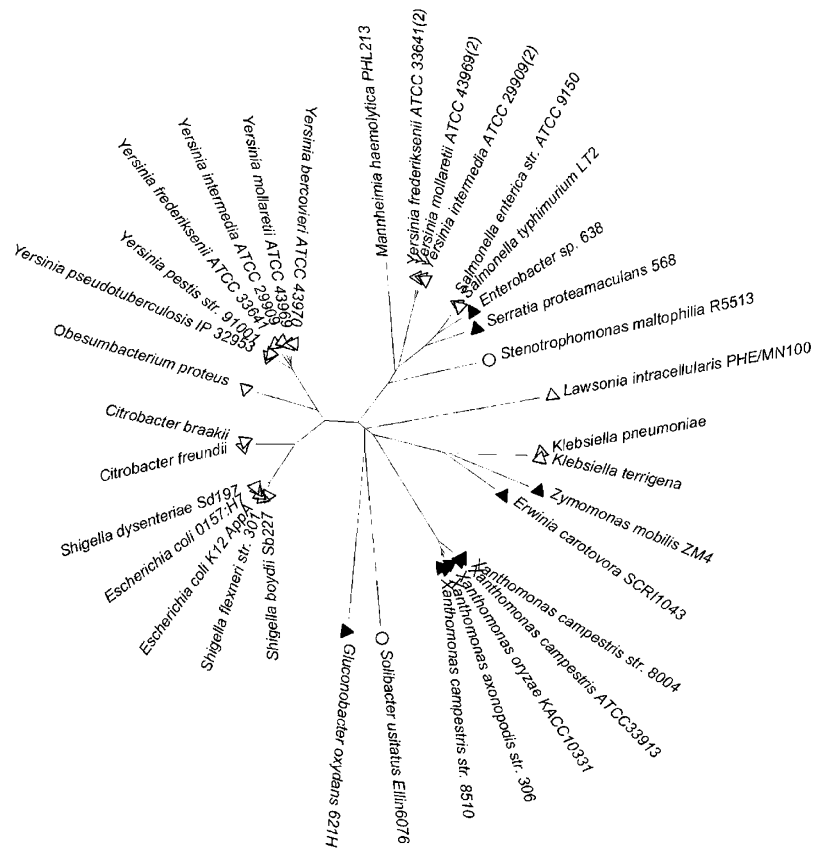 Mannheimia haemolytica PHL213
Yersinia frederiksenii ATCC 33641(2)
Yersinia mollaretii ATCC 43969(2)
Yersinia intermedia ATCC 29909(2)
Salmonella enterica str. ATCC 9150
Salmonella typhimurium LT2
Enterobacter sp. 638
Serratia proteamaculans 568
Stenotrophomonas maltophilia R5513
Lawsonia intracellularis PHE/MN100
Klebsiella pneumoniae
Klebsiella terrigena
Zymomonas mobilis ZM4
Erwinia carotovora SCRI1043
Xanthomonas campestris str. 8004
Xanthomonas campestris ATCC33913
Xanthomonas oryzae KACC10331
Xanthomonas axonopodis str. 306
Xanthomonas campestris str. 8510
Solibacter usitatus Ellin6076
Gluconobacter oxydans 621H
Shigella boydii Sb227
Shigella flexneri str. 301
Escherichia coli K12 AppA
Escherichia coli 0157:H7
Shigella dysenteriae Sd197
Citrobacter freundii
Citrobacter braakii
Obesumbacterium proteus
Yersinia pseudotuberculosis IP 32953
Yersinia pestis str. 91001
Yersinia frederiksenii ATCC 33641
Yersinia intermedia ATCC 29909
Yersinia mollaretii ATCC 43969
Yersinia bercovieri ATCC 43970